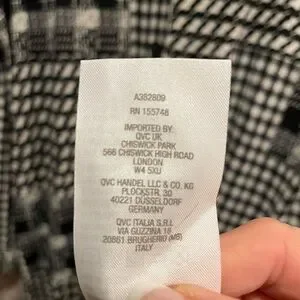 A382809
RN 155748
IMPORTED BY:
QVC UK
CHISWICK PARK
566 CHISWICK HIGH ROAD
LONDON
W4 5XU
QVC HANDEL LLC & CO. KG
PLOCKSTR. 30
40221 DÜSSELDORF
GERMANY
QVC ITALIA S.R.L
VIA GUZZINA 18
20861 BRUGHERIO (MB)
ITALY